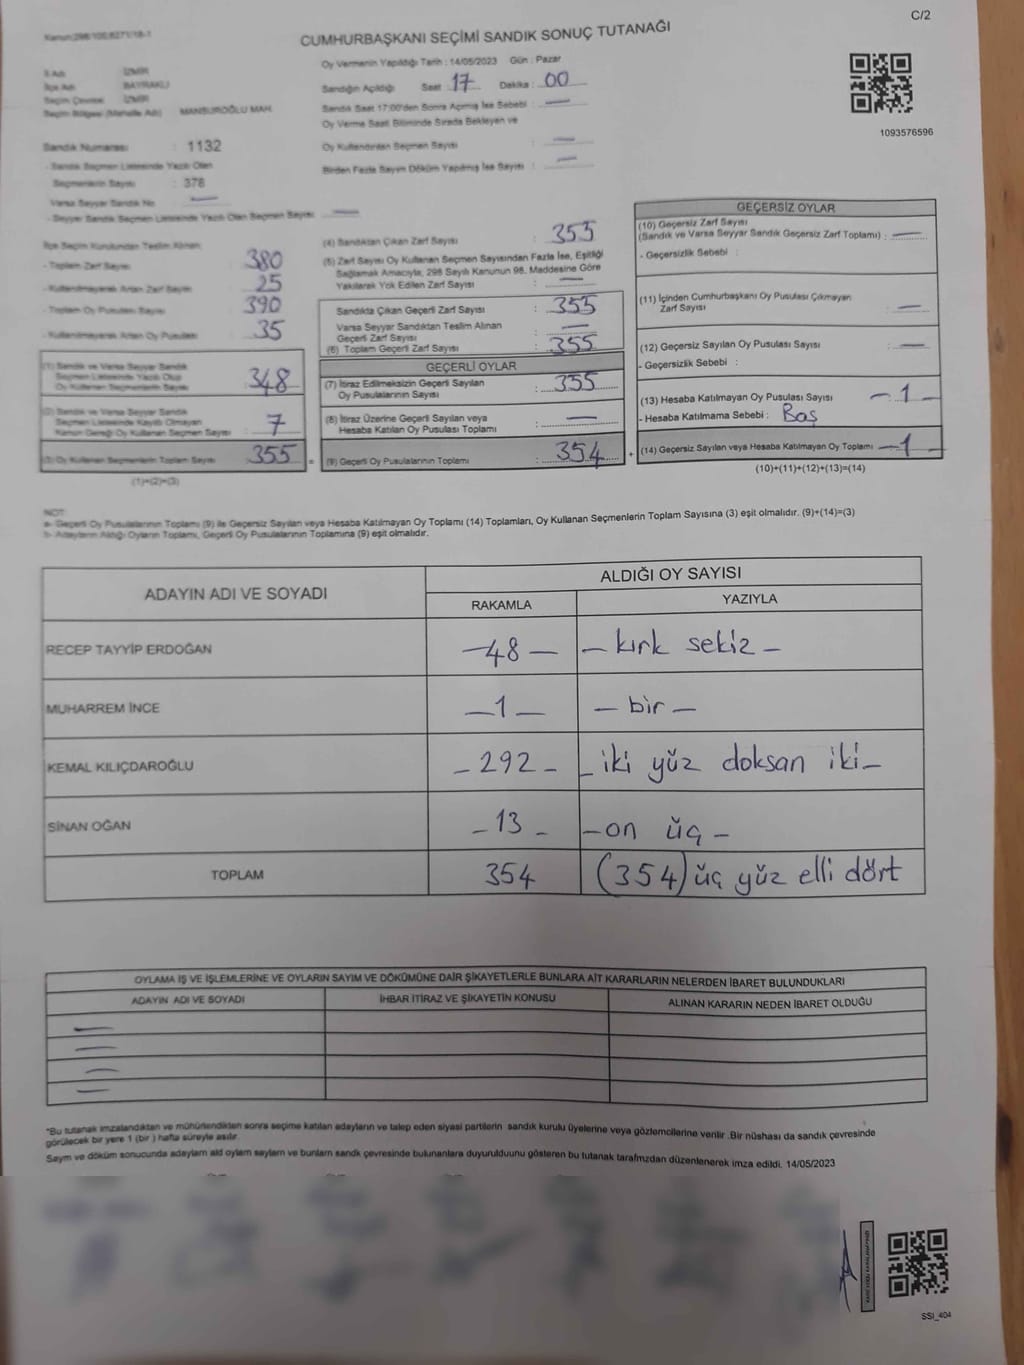 C/2
Kanun:298/100,6271/18-1
CUMHURBAŞKANI SEÇİMİ SANDIK SONUÇ TUTANAĞI
Oy Vermenin Yapıldığı Tarih : 14/05/2023 Gün : Pazar
İl Adı İZMİR
İlçe Adı BAYRAKLI
Seçim Çevresi İZMİR
Seçim Bölgesi (Mahalle Adı) MANSUROĞLU MAH.
Sandığın Açıldığı Saat : 17 Dakika : 00
Sandık Saat 17:00'den Sonra Açılmış İse Sebebi : —
Oy Verme Saati Bitiminde Sırada Bekleyen ve
Oy Kullandırılan Seçmen Sayısı : —
Birden Fazla Sayım Döküm Yapılmış İse Sayısı : —
1093576596
Sandık Numarası : 1132
- Sandık Seçmen Listesinde Yazılı Olan
Seçmenlerin Sayısı : 378
Varsa Seyyar Sandık No —
- Seyyar Sandık Seçmen Listesinde Yazılı Olan Seçmen Sayısı —
İlçe Seçim Kurulundan Teslim Alınan
- Toplam Zarf Sayısı 380
- Kullanılmayarak Artan Zarf Sayısı 25
- Toplam Oy Pusulası Sayısı 390
- Kullanılmayarak Artan Oy Pusulası 35
(1) Sandık ve Varsa Seyyar Sandık
Seçmen Listesinde Yazılı Olup
Oy Kullanan Seçmenlerin Sayısı 348
(2) Sandık ve Varsa Seyyar Sandık
Seçmen Listesinde Kayıtlı Olmayan
Kanun Gereği Oy Kullanan Seçmen Sayısı 7
(3) Oy Kullanan Seçmenlerin Toplam Sayısı 355 =
(1)+(2)=(3)
(4) Sandıktan Çıkan Zarf Sayısı : 355
(5) Zarf Sayısı Oy Kullanan Seçmen Sayısından Fazla İse, Eşitliği
Sağlamak Amacıyla, 298 Sayılı Kanunun 98. Maddesine Göre
Yakılarak Yok Edilen Zarf Sayısı : —
Sandıkta Çıkan Geçerli Zarf Sayısı : 355
Varsa Seyyar Sandıktan Teslim Alınan
Geçerli Zarf Sayısı : —
(6) Toplam Geçerli Zarf Sayısı : 355
GEÇERLİ OYLAR
(7) İtiraz Edilmeksizin Geçerli Sayılan
Oy Pusulalarının Sayısı : 355
(8) İtiraz Üzerine Geçerli Sayılan veya
Hesaba Katılan Oy Pusulası Toplamı : —
(9) Geçerli Oy Pusulalarının Toplamı : 354 +
GEÇERSİZ OYLAR
(10) Geçersiz Zarf Sayısı
(Sandık ve Varsa Seyyar Sandık Geçersiz Zarf Toplamı) : —
- Geçersizlik Sebebi :
(11) İçinden Cumhurbaşkanı Oy Pusulası Çıkmayan
Zarf Sayısı : —
(12) Geçersiz Sayılan Oy Pusulası Sayısı : —
- Geçersizlik Sebebi :
(13) Hesaba Katılmayan Oy Pusulası Sayısı – 1 –
- Hesaba Katılmama Sebebi : Boş
(14) Geçersiz Sayılan veya Hesaba Katılmayan Oy Toplamı – 1 –
(10)+(11)+(12)+(13)=(14)
NOT:
a- Geçerli Oy Pusulalarının Toplamı (9) ile Geçersiz Sayılan veya Hesaba Katılmayan Oy Toplamı (14) Toplamları, Oy Kullanan Seçmenlerin Toplam Sayısına (3) eşit olmalıdır. (9)+(14)=(3)
b- Adayların Aldığı Oyların Toplamı, Geçerli Oy Pusulalarının Toplamına (9) eşit olmalıdır.
ADAYIN ADI VE SOYADI
ALDIĞI OY SAYISI
RAKAMLA YAZIYLA
RECEP TAYYİP ERDOĞAN – 48 – – kırk sekiz –
MUHARREM İNCE – 1 – – bir –
KEMAL KILIÇDAROĞLU – 292 – – iki yüz doksan iki –
SİNAN OĞAN – 13 – – on üç –
TOPLAM 354 (354) üç yüz elli dört
OYLAMA İŞ VE İŞLEMLERİNE VE OYLARIN SAYIM VE DÖKÜMÜNE DAİR ŞİKAYETLERLE BUNLARA AİT KARARLARIN NELERDEN İBARET BULUNDUKLARI
ADAYIN ADI VE SOYADI İHBAR İTİRAZ VE ŞİKAYETİN KONUSU ALINAN KARARIN NEDEN İBARET OLDUĞU
—
—
—
—
*Bu tutanak imzalandıktan ve mühürlendikten sonra seçime katılan adayların ve talep eden siyasi partilerin sandık kurulu üyelerine veya gözlemcilerine verilir .Bir nüshası da sandık çevresinde
görülecek bir yere 1 (bir ) hafta süreyle asılır.
Sayım ve döküm sonucunda adayların ald oyların sayların ve bunların sandk çevresinde bulunanlara duyurulduunu gösteren bu tutanak tarafmzdan düzenlenerek imza edildi. 14/05/2023
SSI_404